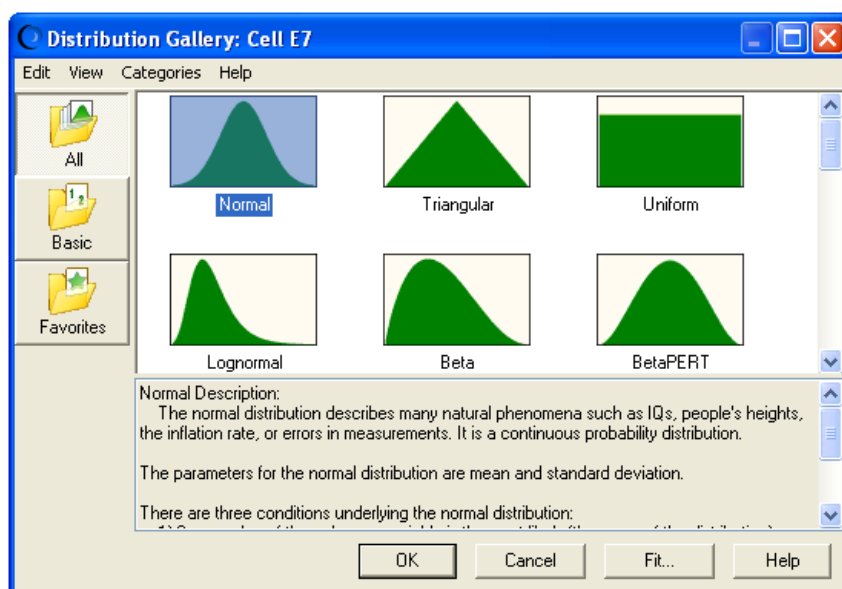 Distribution Gallery: Cell E7
Edit View Categories Help
All
Basic
Favorites
Normal Triangular Uniform
Lognormal Beta BetaPERT
Normal Description:
The normal distribution describes many natural phenomena such as IQs, people's heights,
the inflation rate, or errors in measurements. It is a continuous probability distribution.
The parameters for the normal distribution are mean and standard deviation.
There are three conditions underlying the normal distribution:
OK Cancel Fit... Help